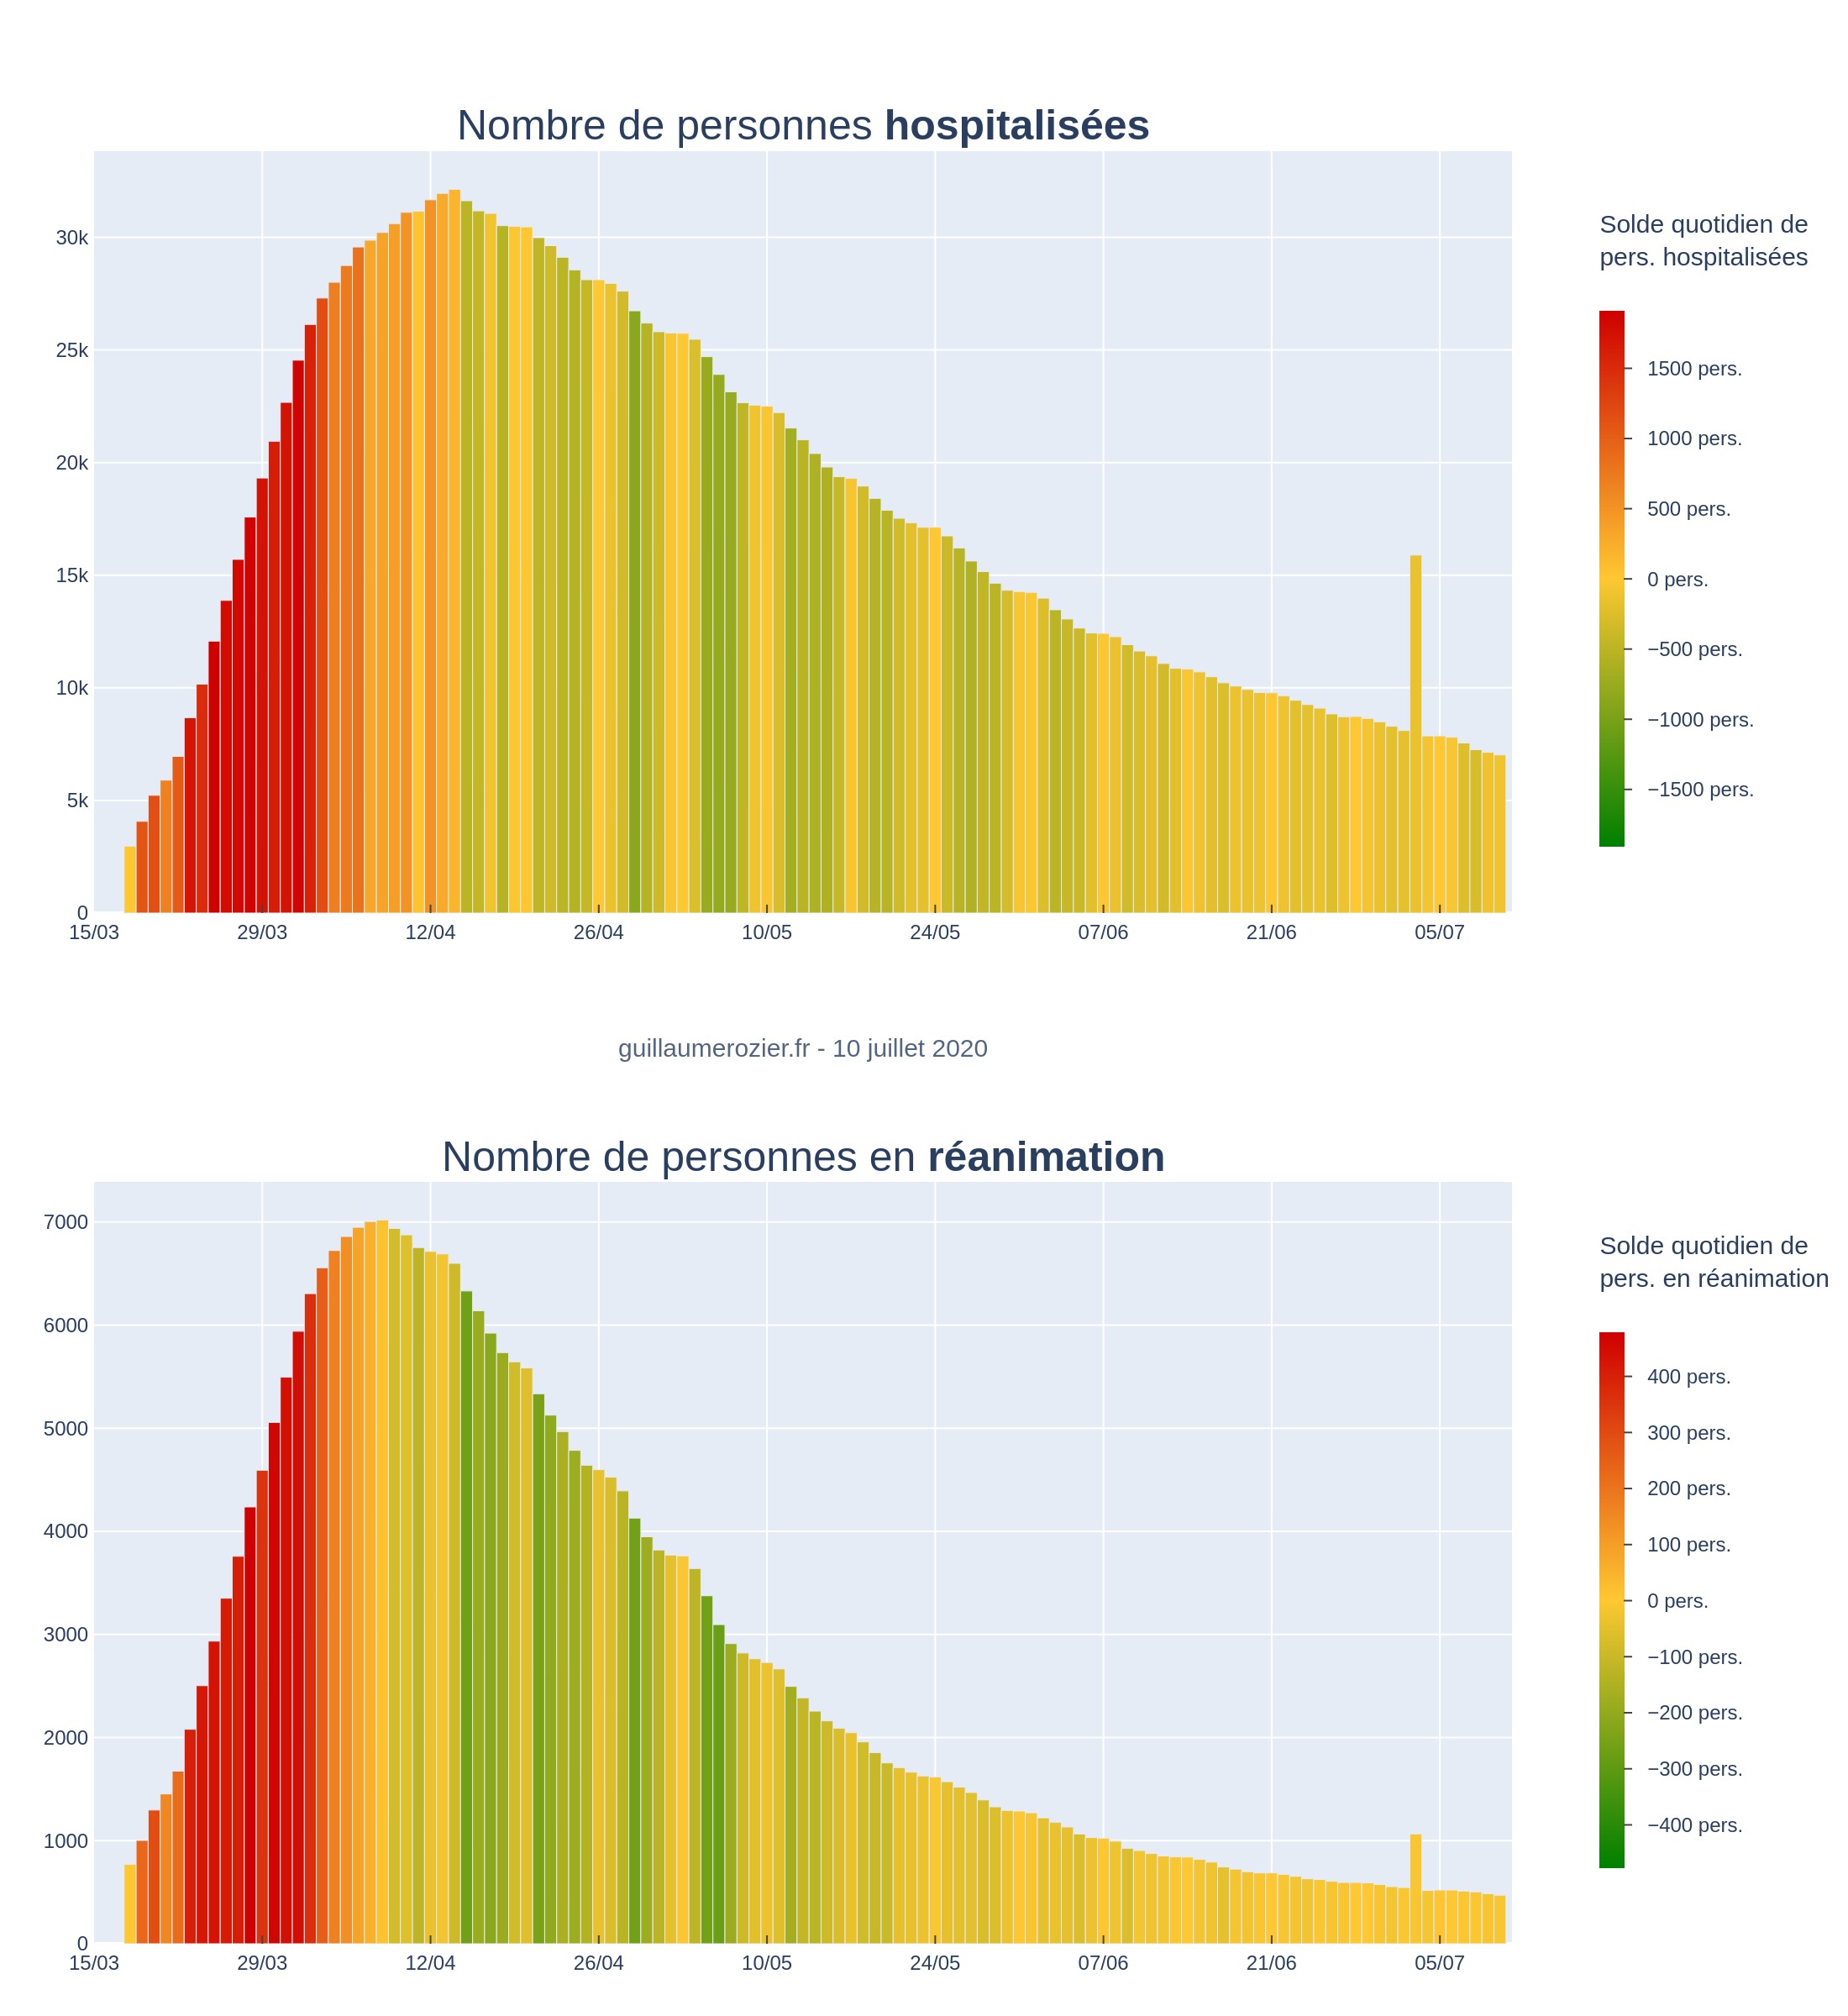 Nombre de personnes hospitalisées
Solde quotidien de
pers. hospitalisées
30k
25k
20k
15k
10k
5k
0
1500 pers.
1000 pers.
500 pers.
0 pers.
−500 pers.
−1000 pers.
−1500 pers.
15/03
29/03
12/04
26/04
10/05
24/05
07/06
21/06
05/07
guillaumerozier.fr - 10 juillet 2020
Nombre de personnes en réanimation
Solde quotidien de
pers. en réanimation
7000
6000
5000
4000
3000
2000
1000
0
400 pers.
300 pers.
200 pers.
100 pers.
0 pers.
−100 pers.
−200 pers.
−300 pers.
−400 pers.
15/03
29/03
12/04
26/04
10/05
24/05
07/06
21/06
05/07